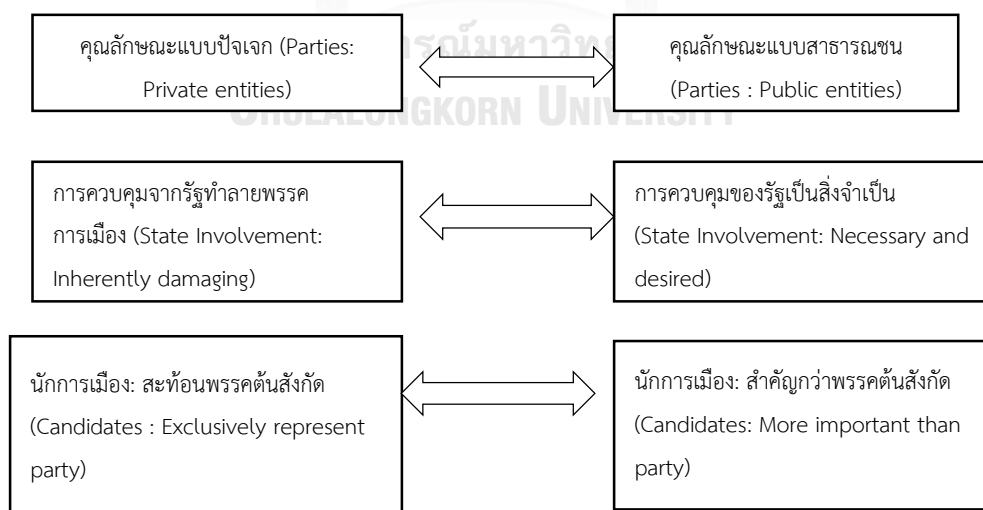 คุณลักษณะแบบปัจเจก (Parties:
Private entities)
คุณลักษณะแบบสาธารณชน
(Parties : Public entities)
CHULALONGKORN UNIVERSITY
การควบคุมจากรัฐทำลายพรรค
การเมือง (State Involvement:
Inherently damaging)
การควบคุมของรัฐเป็นสิ่งจำเป็น
(State Involvement: Necessary and
desired)
นักการเมือง: สะท้อนพรรคต้นสังกัด
(Candidates : Exclusively represent
party)
นักการเมือง: สำคัญกว่าพรรคต้นสังกัด
(Candidates: More important than
party)